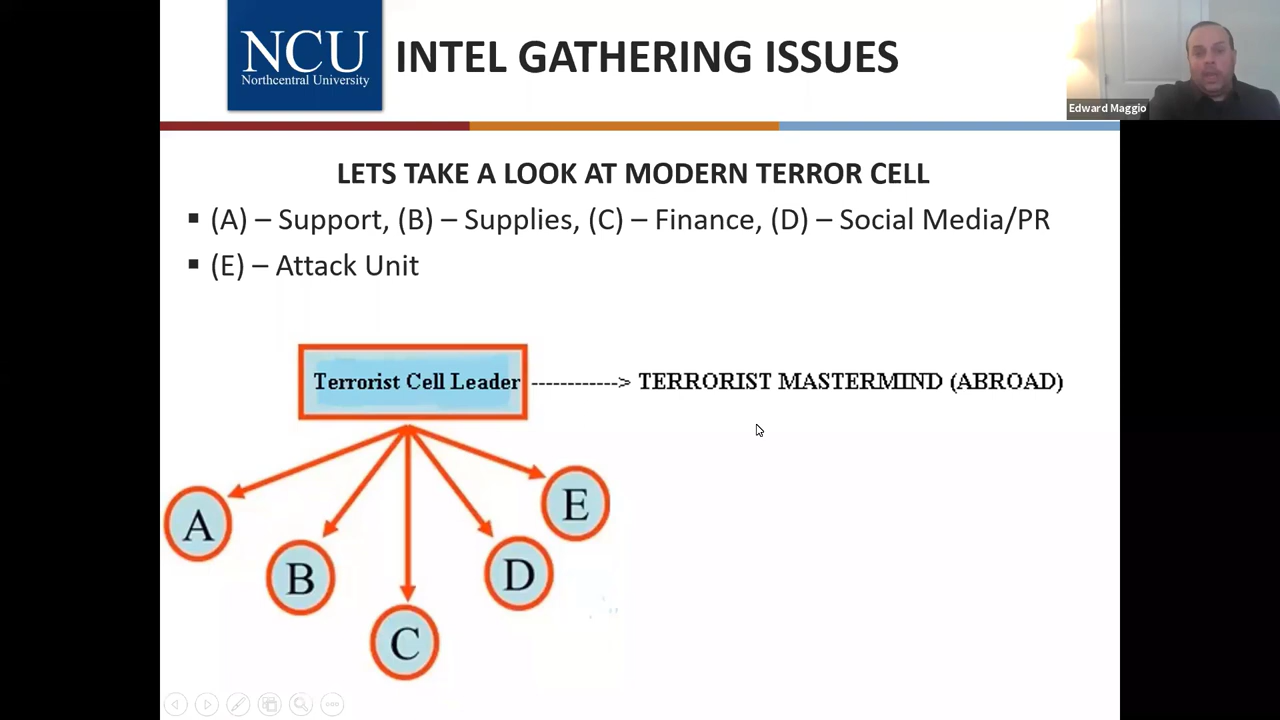 NCU
Northcentral University
INTEL GATHERING ISSUES
Edward Maggio
LETS TAKE A LOOK AT MODERN TERROR CELL
(A) – Support, (B) – Supplies, (C) – Finance, (D) – Social Media/PR
(E) – Attack Unit
Terrorist Cell Leader ------------> TERRORIST MASTERMIND (ABROAD)
A
B
C
D
E